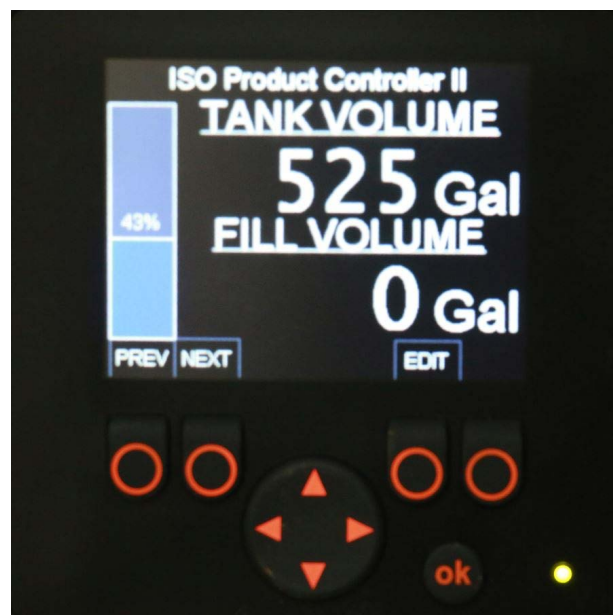 ISO Product Controller II
TANK VOLUME
525 Gal
43%
FILL VOLUME
0 Gal
PREV NEXT EDIT
ok